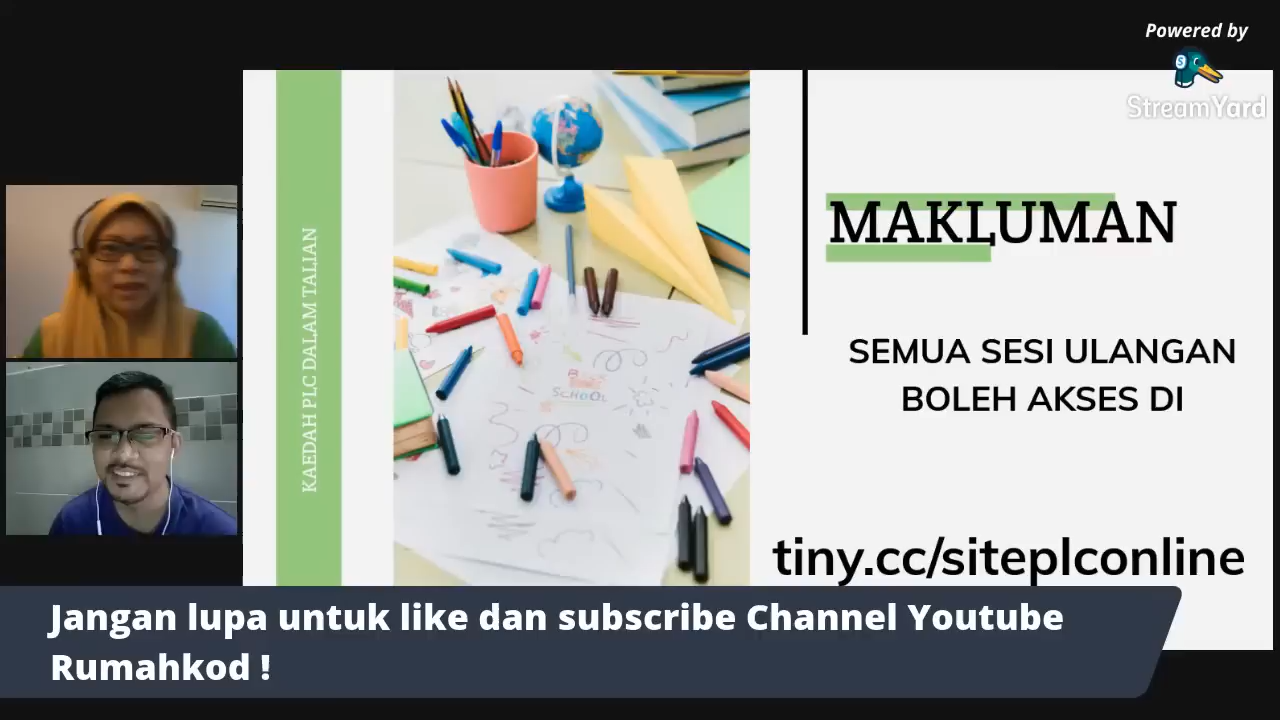 Powered by
StreamYard
KAEDAH PLC DALAM TALIAN
SCHOOL
MAKLUMAN
SEMUA SESI ULANGAN
BOLEH AKSES DI
tiny.cc/siteplconline
Jangan lupa untuk like dan subscribe Channel Youtube
Rumahkod !